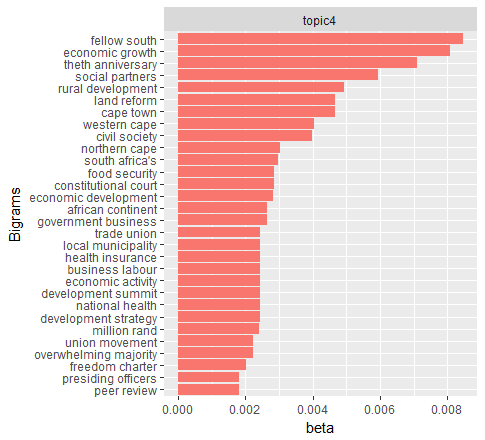 topic4
fellow south
economic growth
theth anniversary
social partners
rural development
land reform
cape town
western cape
civil society
northern cape
south africa's
food security
constitutional court
economic development
african continent
government business
trade union
local municipality
health insurance
business labour
economic activity
development summit
national health
development strategy
million rand
union movement
overwhelming majority
freedom charter
presiding officers
peer review
Bigrams
0.000 0.002 0.004 0.006 0.008
beta